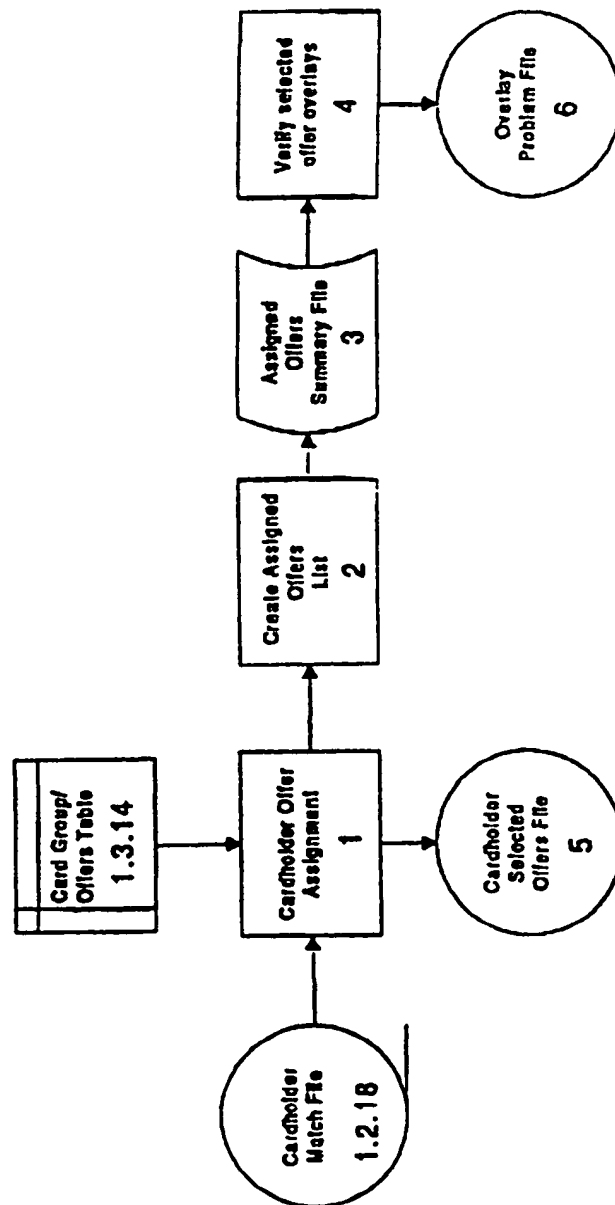 Cardholder
Match File
1.2.18
Card Group/
Offers Table
1.3.14
Cardholder Offer
Assignment
1
Cardholder
Selected
Offers File
5
Create Assigned
Offers
List
2
Assigned
Offers
Summary File
3
Verify selected
offer overlays
4
Overlay
Problem File
6